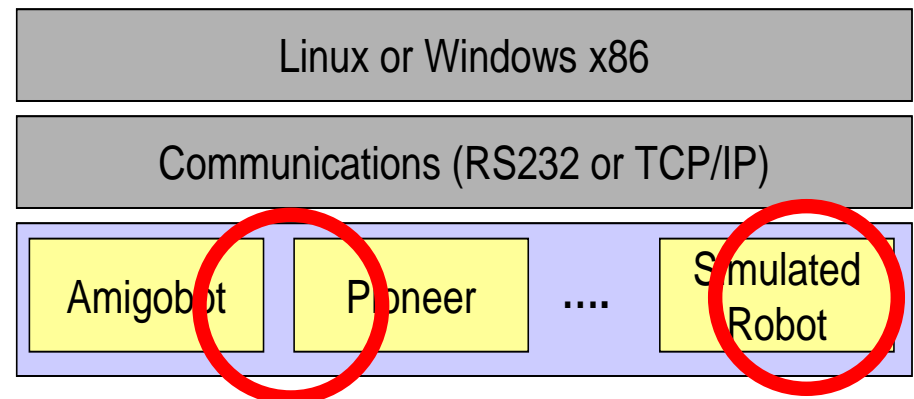 Linux or Windows x86
Communications (RS232 or TCP/IP)
Amigobot
Pioneer
....
Simulated
Robot